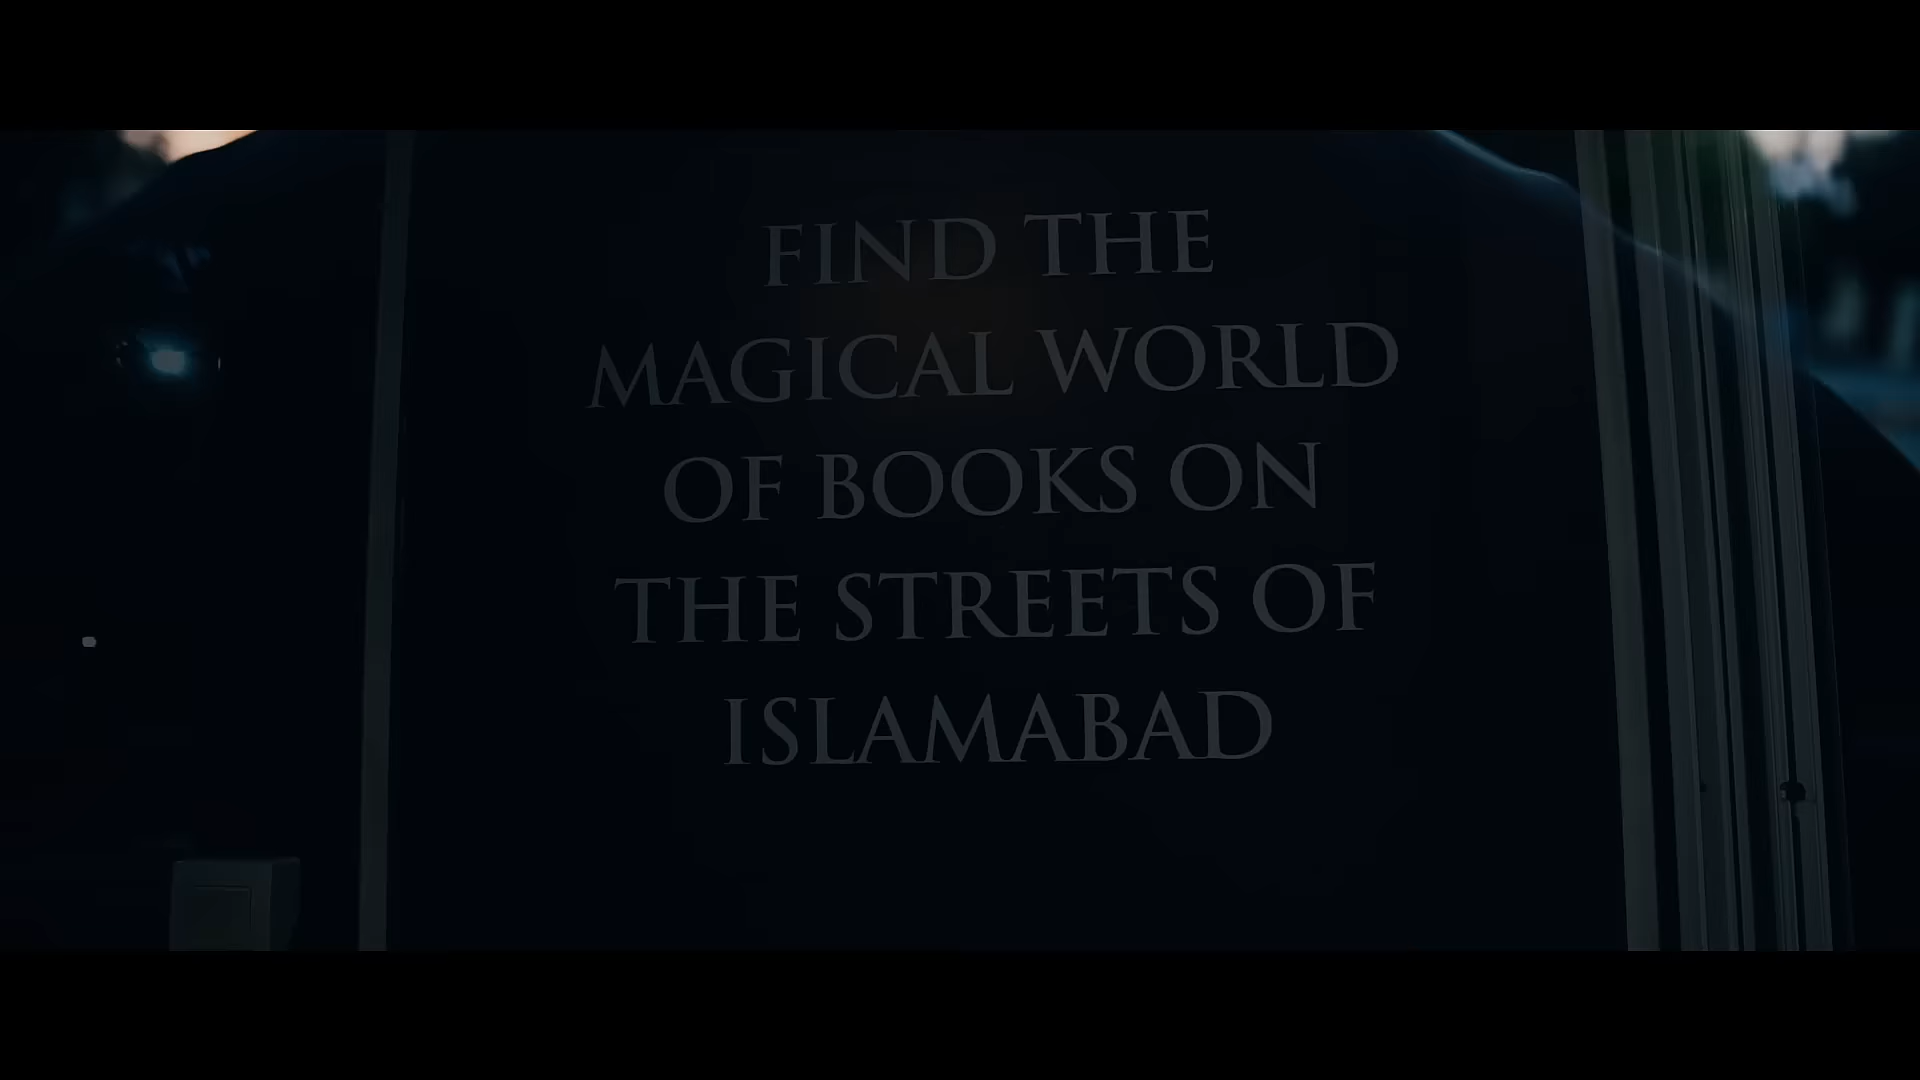 FIND THE
MAGICAL WORLD
OF BOOKS ON
THE STREETS OF
ISLAMABAD